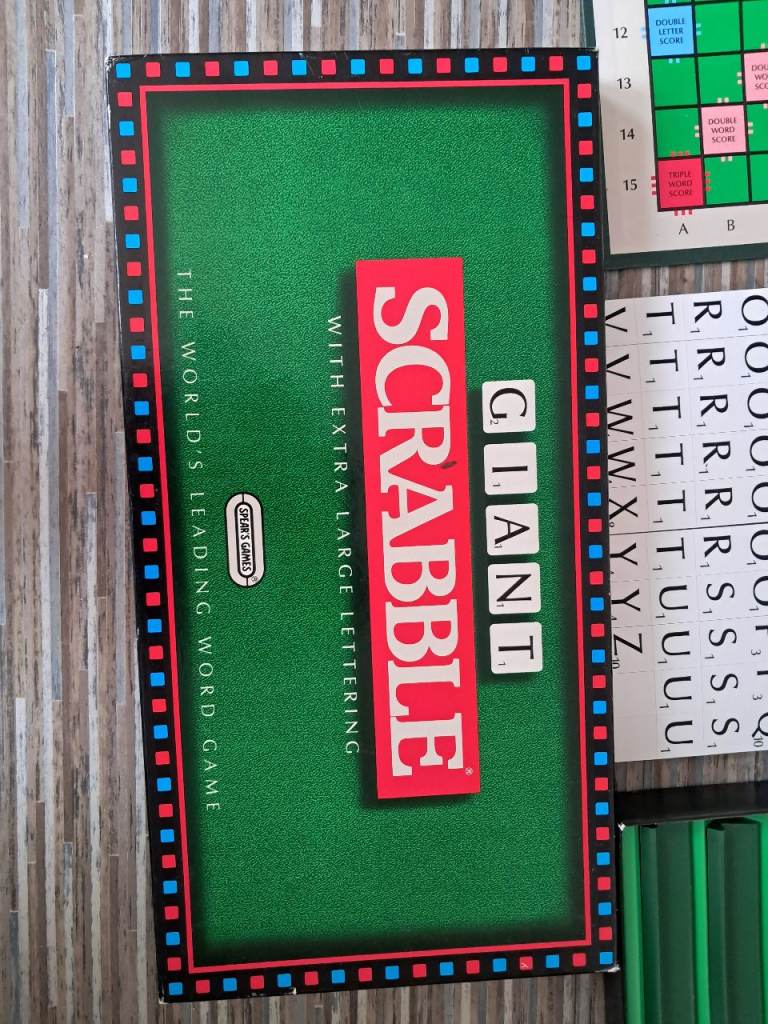 GIANT
SCRABBLE®
WITH EXTRA LARGE LETTERING
SPEAR'S GAMES®
THE WORLD'S LEADING WORD GAME
12
DOUBLE
LETTER
SCORE
13
14
DOUBLE
WORD
SCORE
15
TRIPLE
WORD
SCORE
A B
O O O O O O O P P Q
R R R R R R S S S S
T T T T T T U U U U
V V W W X Y Y Z